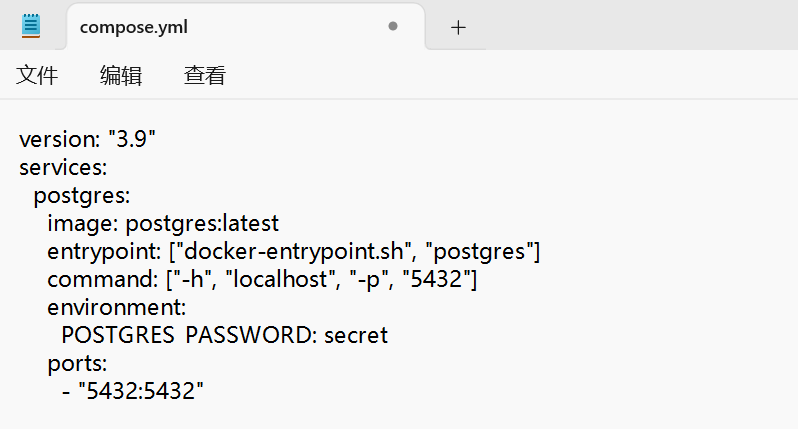 compose.yml
文件 编辑 查看
version: "3.9"
services:
  postgres:
    image: postgres:latest
    entrypoint: ["docker-entrypoint.sh", "postgres"]
    command: ["-h", "localhost", "-p", "5432"]
    environment:
      POSTGRES_PASSWORD: secret
    ports:
      - "5432:5432"